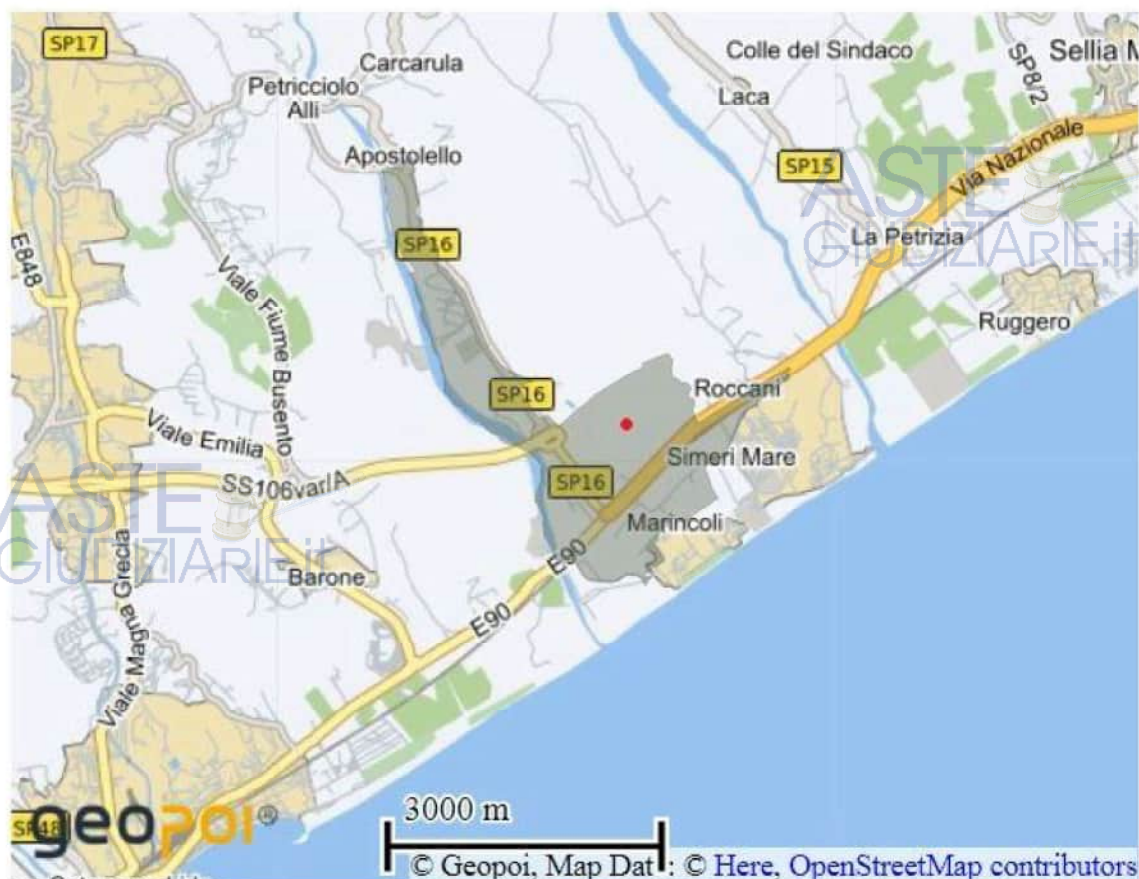 SP17
Carcarula
Colle del Sindaco
SP8/2
Sellia M
Petricciolo
Alli
Laca
Via Nazionale
Apostolello
SP15
ASTE
GIUDIZIARIE.it
E848
SP16
La Petrizia
Viale Fiume Busento
Ruggero
SP16
Roccani
Viale Emilia
Simeri Mare
SS106varIA
SP16
ASTE
GIUDIZIARIE.it
Marincoli
Viale Magna Grecia
Barone
E90
E90
geopoi®
SP48
3000 m
© Geopoi, Map Dat : © Here, OpenStreetMap contributors